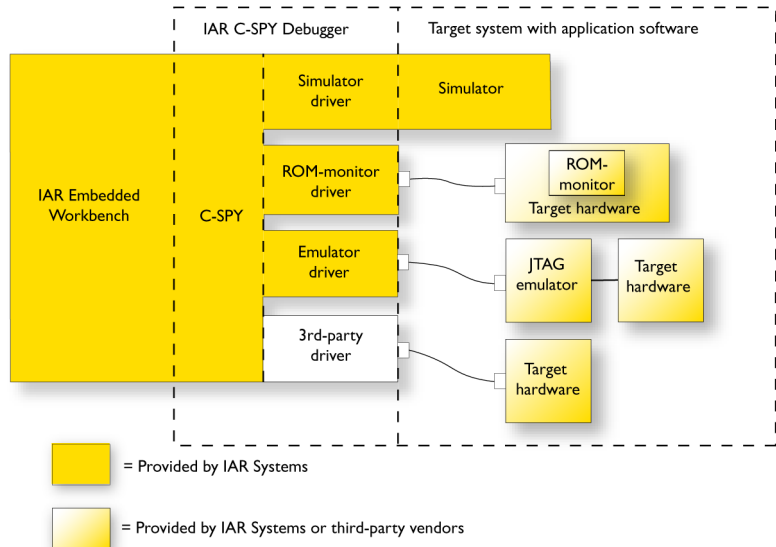 IAR C-SPY Debugger
Target system with application software
Simulator
driver
Simulator
IAR Embedded
Workbench
C-SPY
ROM-monitor
driver
ROM-
monitor
Target hardware
Emulator
driver
JTAG
emulator
Target
hardware
3rd-party
driver
Target
hardware
= Provided by IAR Systems
= Provided by IAR Systems or third-party vendors